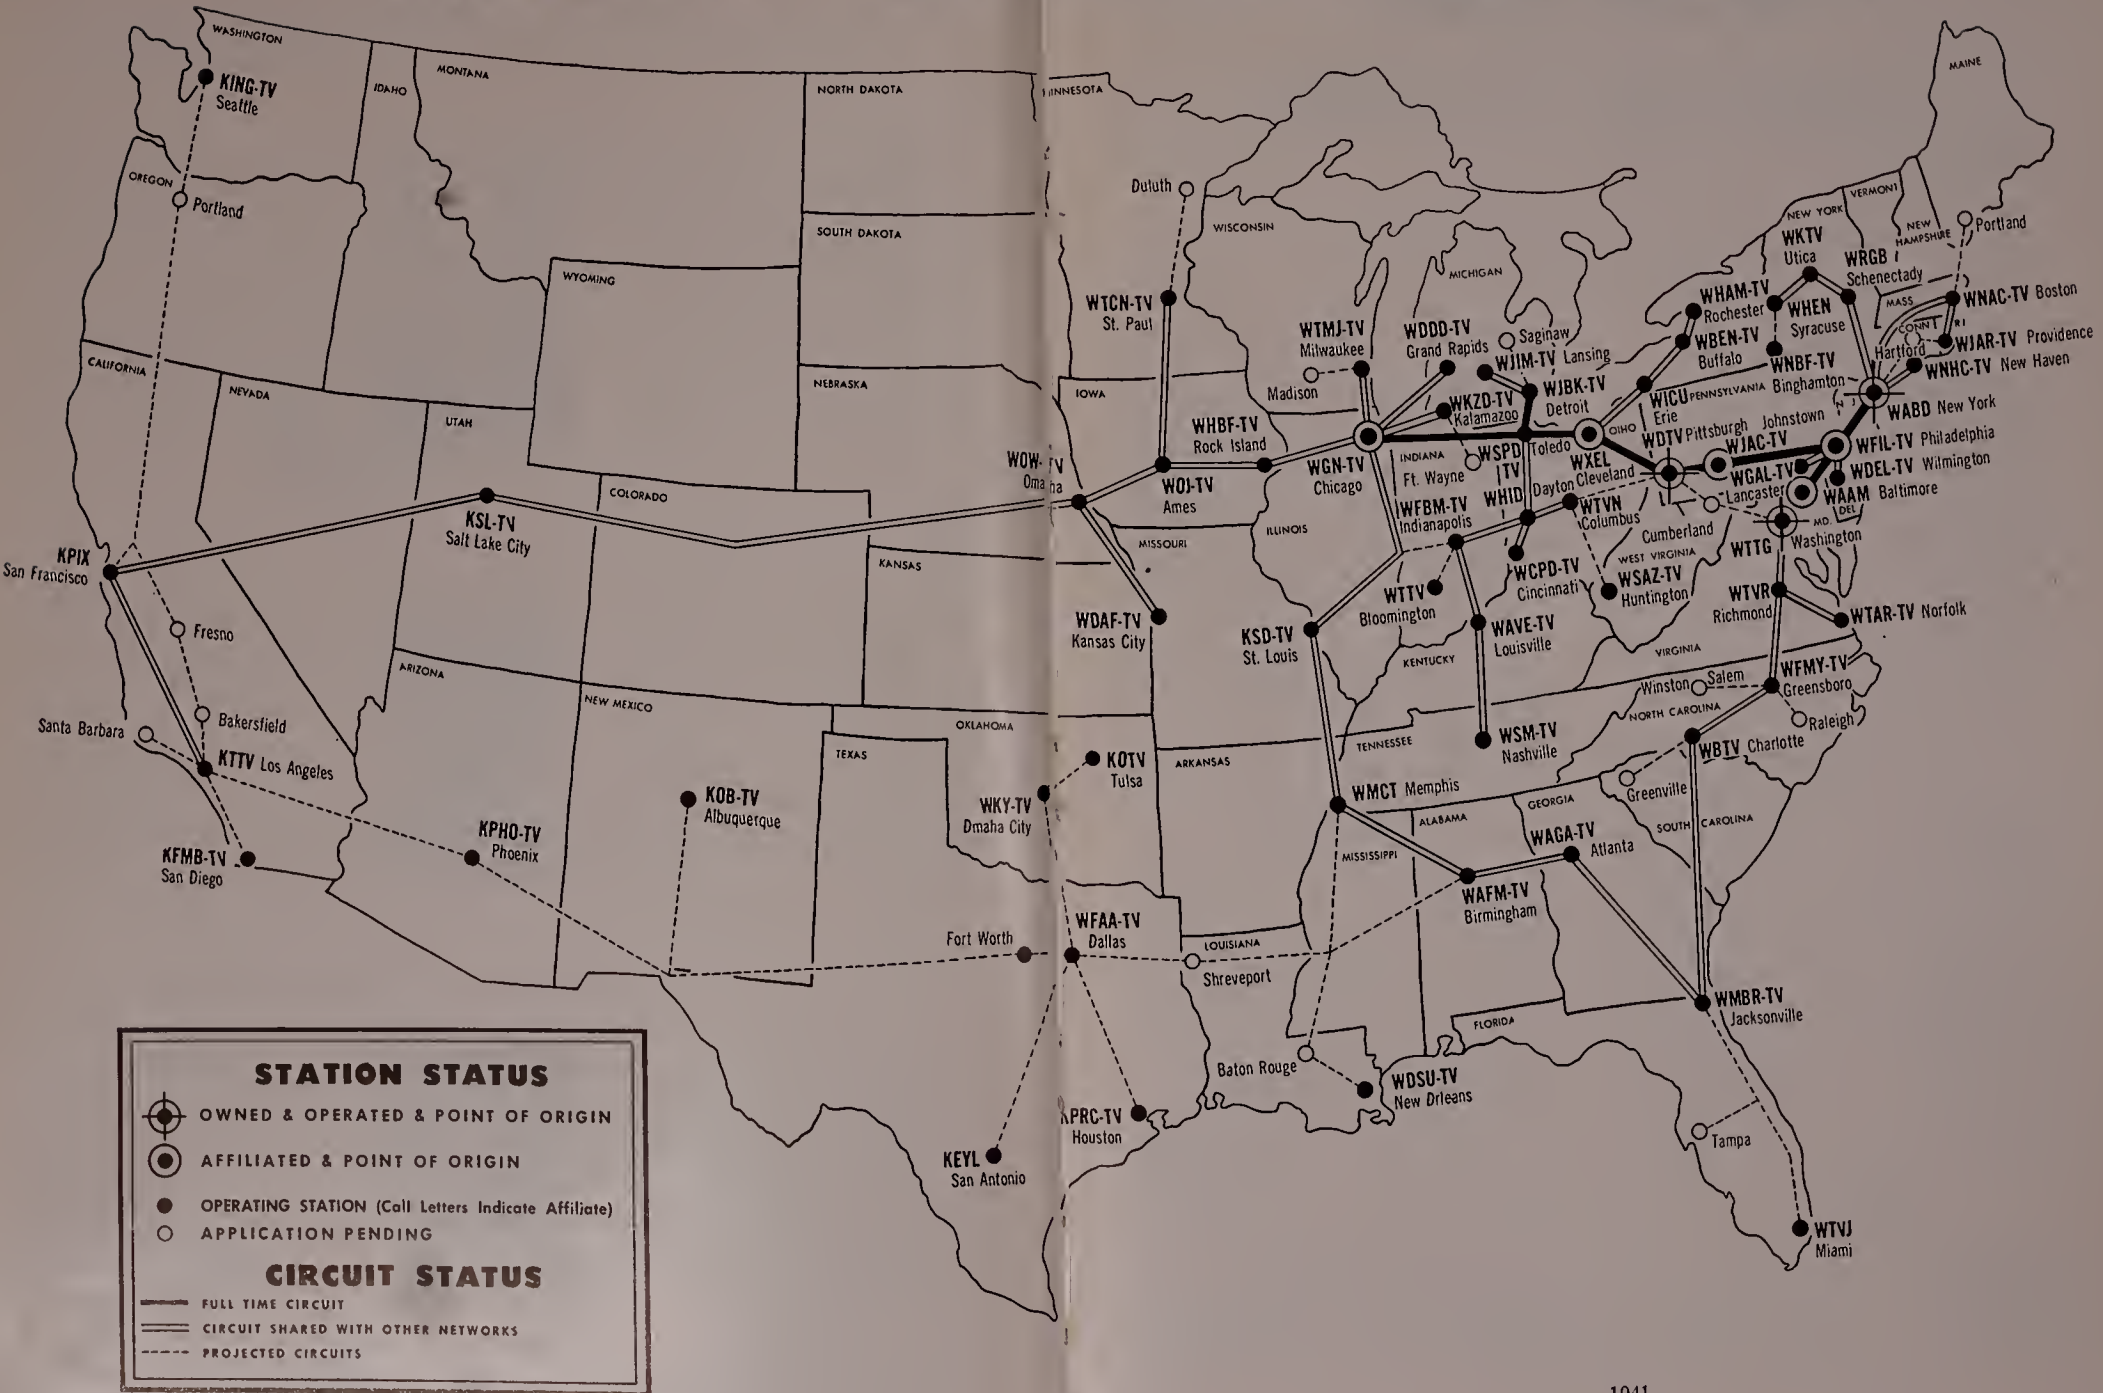 WASHINGTON
KING-TV
Seattle
IDAHO
MONTANA
NORTH DAKOTA
INNESOTA
MAINE
OREGON
Portland
SOUTH DAKOTA
Duluth
WISCONSIN
MICHIGAN
NEW YORK
VERMONT
NEW
HAMPSHIRE
Portland
WYOMING
WTCN-TV
St. Paul
WTMJ-TV
Milwaukee
WDDD-TV
Grand Rapids
Saginaw
WJIM-TV Lansing
WHAM-TV
Rochester
WKTV
Utica
WRGB
Schenectady
WHEN
Syracuse
MASS
WNAC-TV Boston
CONN
RI
WJAR-TV Providence
Hartford
WNHC-TV New Haven
WBEN-TV
Buffalo
WNBF-TV
Binghamton
CALIFORNIA
NEVADA
UTAH
NEBRASKA
IOWA
Madison
WKZD-TV
Kalamazoo
WJBK-TV
Detroit
WICU
Erie
PENNSYLVANIA
N J
WABD New York
WHBF-TV
Rock Island
WGN-TV
Chicago
INDIANA
Ft. Wayne
WSPD
TV
Toledo
OIHO
WXEL
Cleveland
WDTV Pittsburgh
Johnstown
WJAC-TV
WFIL-TV Philadelphia
WGAL-TV
Lancaster
WDEL-TV Wilmington
WAAM Baltimore
DEL
WOW-TV
Omaha
WOJ-TV
Ames
COLORADO
KSL-TV
Salt Lake City
MISSOURI
ILLINOIS
WFBM-TV
Indianapolis
WHID
Dayton
WTVN
Columbus
Cumberland
MD.
WTTG
Washington
KPIX
San Francisco
KANSAS
WDAF-TV
Kansas City
WTTV
Bloomington
WCPD-TV
Cincinnati
WEST VIRGINIA
WSAZ-TV
Huntington
WTVR
Richmond
WTAR-TV Norfolk
Fresno
KSD-TV
St. Louis
WAVE-TV
Louisville
KENTUCKY
VIRGINIA
ARIZONA
NEW MEXICO
OKLAHOMA
Winston Salem
WFMY-TV
Greensboro
NORTH CAROLINA
Raleigh
Santa Barbara
Bakersfield
KTTV Los Angeles
TEXAS
KOTV
Tulsa
ARKANSAS
TENNESSEE
WSM-TV
Nashville
WBTV Charlotte
Greenville
KOB-TV
Albuquerque
WKY-TV
Dmaha City
WMCT Memphis
ALABAMA
GEORGIA
SOUTH CAROLINA
KPHO-TV
Phoenix
KFMB-TV
San Diego
MISSISSIPPI
WAGA-TV
Atlanta
WAFM-TV
Birmingham
Fort Worth
WFAA-TV
Dallas
LOUISIANA
Shreveport
WMBR-TV
Jacksonville
FLORIDA
Baton Rouge
WDSU-TV
New Drleans
KPRC-TV
Houston
KEYL
San Antonio
Tampa
WTVJ
Miami
STATION STATUS
OWNED & OPERATED & POINT OF ORIGIN
AFFILIATED & POINT OF ORIGIN
OPERATING STATION (Call Letters Indicate Affiliate)
APPLICATION PENDING
CIRCUIT STATUS
FULL TIME CIRCUIT
CIRCUIT SHARED WITH OTHER NETWORKS
PROJECTED CIRCUITS